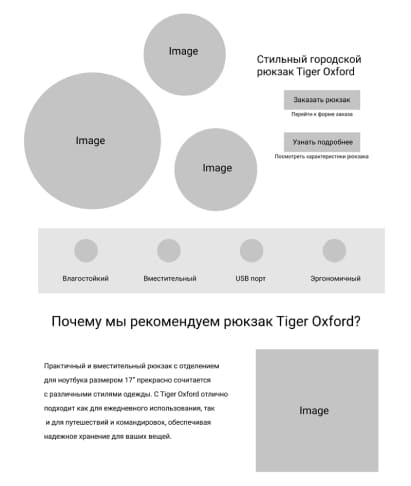 Image
Стильный городской
рюкзак Tiger Oxford
Image
Заказать рюкзак
Перейти к форме заказа
Image
Узнать подробнее
Посмотреть характеристики рюкзака
Влагостойкий
Вместительный
USB порт
Эргономичный
Почему мы рекомендуем рюкзак Tiger Oxford?
Практичный и вместительный рюкзак с отделением
для ноутбука размером 17" прекрасно сочитается
с различными стилями одежды. С Tiger Oxford отлично
подходит как для ежедневного использования, так
и для путешествий и командировок, обеспечивая
надежное хранение для ваших вещей.
Image